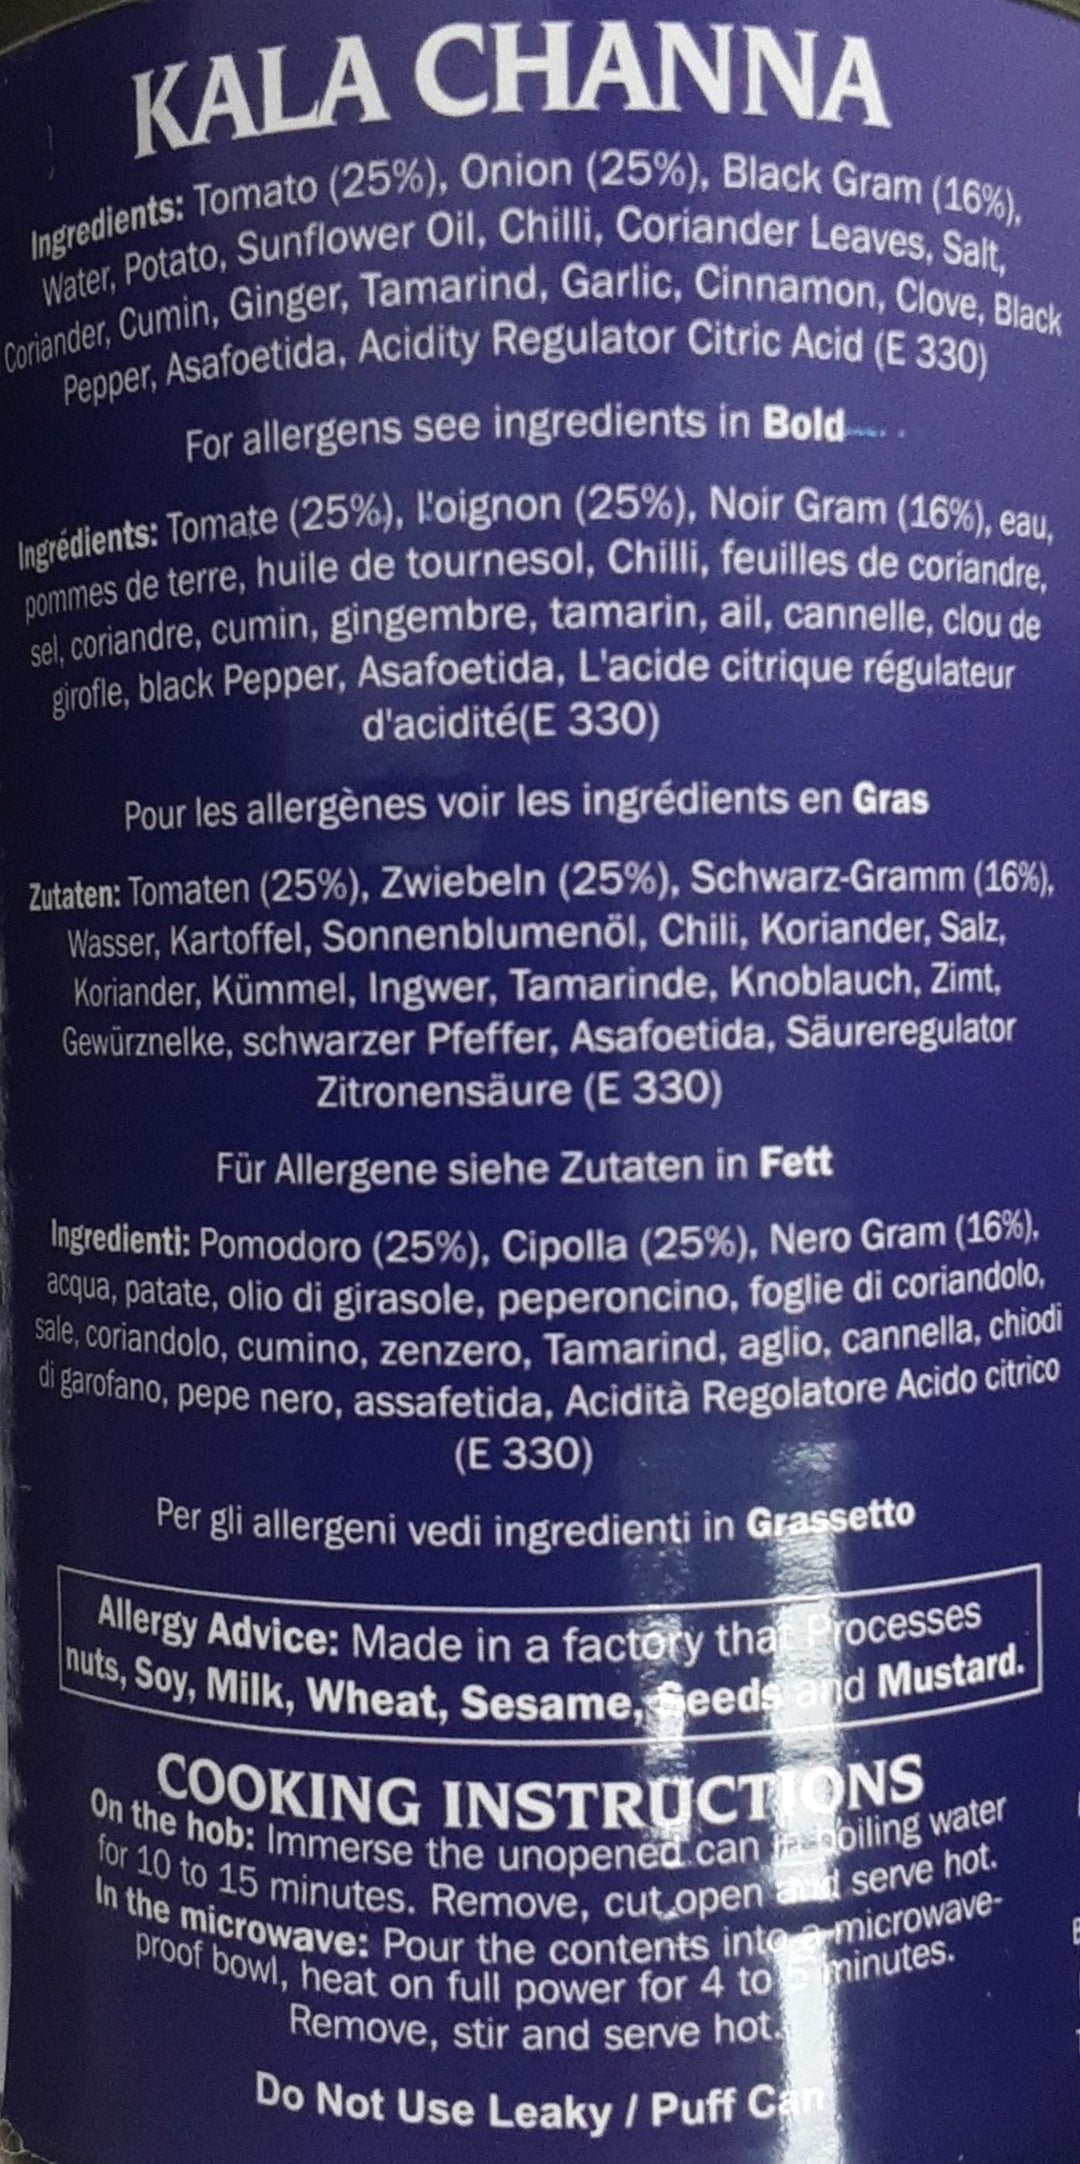 KALA CHANNA
Ingredients: Tomato (25%), Onion (25%), Black Gram (16%),
Water, Potato, Sunflower Oil, Chilli, Coriander Leaves, Salt,
Coriander, Cumin, Ginger, Tamarind, Garlic, Cinnamon, Clove, Black
Pepper, Asafoetida, Acidity Regulator Citric Acid (E 330)
For allergens see ingredients in Bold
Ingrédients: Tomate (25%), l'oignon (25%), Noir Gram (16%), eau,
pommes de terre, huile de tournesol, Chilli, feuilles de coriandre,
sel, coriandre, cumin, gingembre, tamarin, ail, cannelle, clou de
girofle, black Pepper, Asafoetida, L'acide citrique régulateur
d'acidité(E 330)
Pour les allergènes voir les ingrédients en Gras
Zutaten: Tomaten (25%), Zwiebeln (25%), Schwarz-Gramm (16%),
Wasser, Kartoffel, Sonnenblumenöl, Chili, Koriander, Salz,
Koriander, Kümmel, Ingwer, Tamarinde, Knoblauch, Zimt,
Gewürznelke, schwarzer Pfeffer, Asafoetida, Säureregulator
Zitronensäure (E 330)
Für Allergene siehe Zutaten in Fett
Ingredienti: Pomodoro (25%), Cipolla (25%), Nero Gram (16%),
acqua, patate, olio di girasole, peperoncino, foglie di coriandolo,
sale, coriandolo, cumino, zenzero, Tamarind, aglio, cannella, chiodi
di garofano, pepe nero, assafetida, Acidità Regolatore Acido citrico
(E 330)
Per gli allergeni vedi ingredienti in Grassetto
Allergy Advice: Made in a factory that Processes
nuts, Soy, Milk, Wheat, Sesame, Seeds and Mustard.
COOKING INSTRUCTIONS
On the hob: Immerse the unopened can boiling water
for 10 to 15 minutes. Remove, cut open and serve hot.
In the microwave: Pour the contents into a microwave-
proof bowl, heat on full power for 4 to minutes.
Remove, stir and serve hot.
Do Not Use Leaky / Puff Can